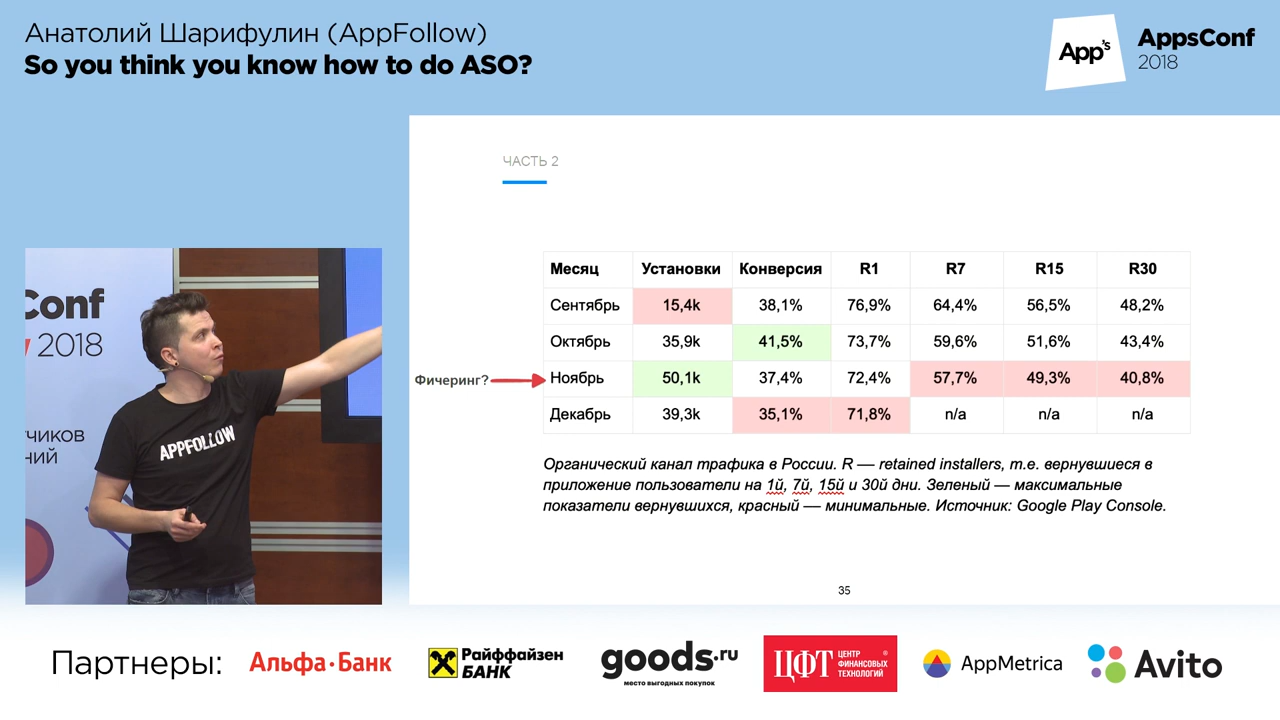 Анатолий Шарифулин (AppFollow)
So you think you know how to do ASO?
App's
AppsConf
2018
ЧАСТЬ 2
Месяц Установки Конверсия R1 R7 R15 R30
Сентябрь 15,4k 38,1% 76,9% 64,4% 56,5% 48,2%
Октябрь 35,9k 41,5% 73,7% 59,6% 51,6% 43,4%
Фичеринг? Ноябрь 50,1k 37,4% 72,4% 57,7% 49,3% 40,8%
Декабрь 39,3k 35,1% 71,8% n/a n/a n/a
Органический канал трафика в России. R — retained installers, т.е. вернувшиеся в
приложение пользователи на 1й, 7й, 15й и 30й дни. Зеленый — максимальные
показатели вернувшихся, красный — минимальные. Источник: Google Play Console.
35
Conf
2018
APPFOLLOW
чиков
ний
Партнеры:
Альфа·Банк
Райффайзен
БАНК
goods.ru
место выгодных покупок
ЦФТ
ЦЕНТР
ФИНАНСОВЫХ
ТЕХНОЛОГИЙ
®
AppMetrica
Avito